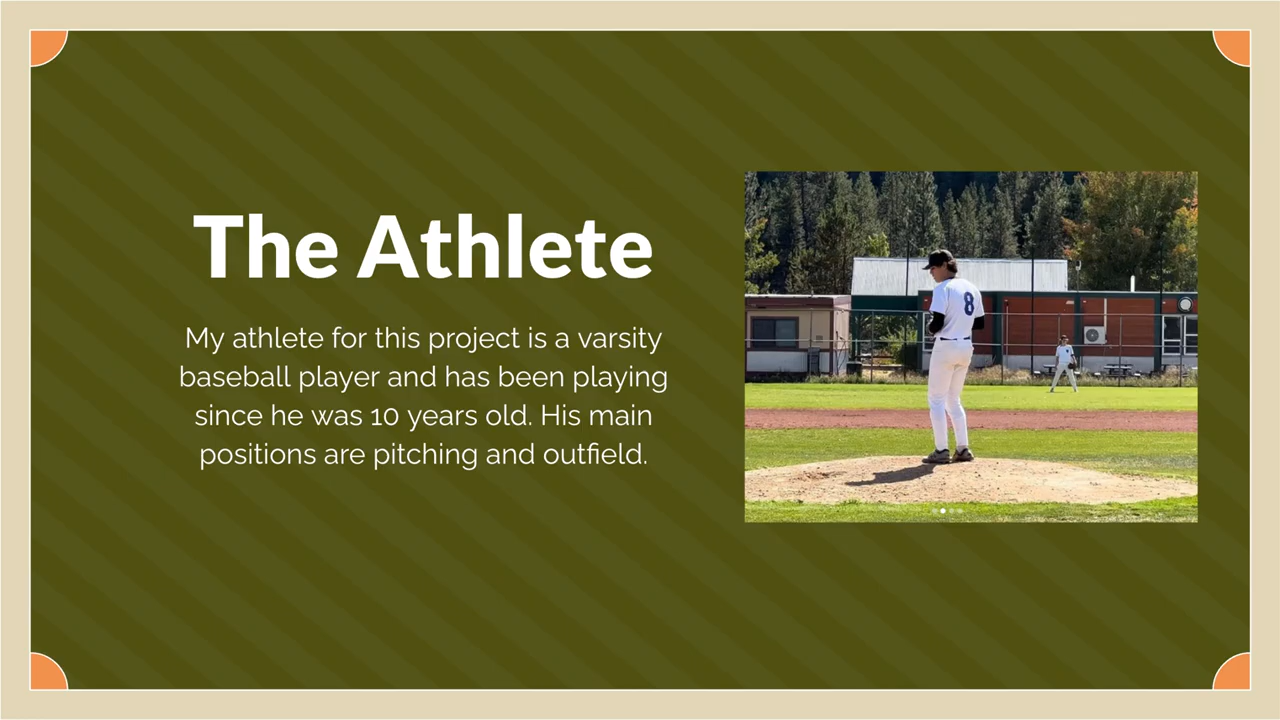 The Athlete
My athlete for this project is a varsity
baseball player and has been playing
since he was 10 years old. His main
positions are pitching and outfield.
8